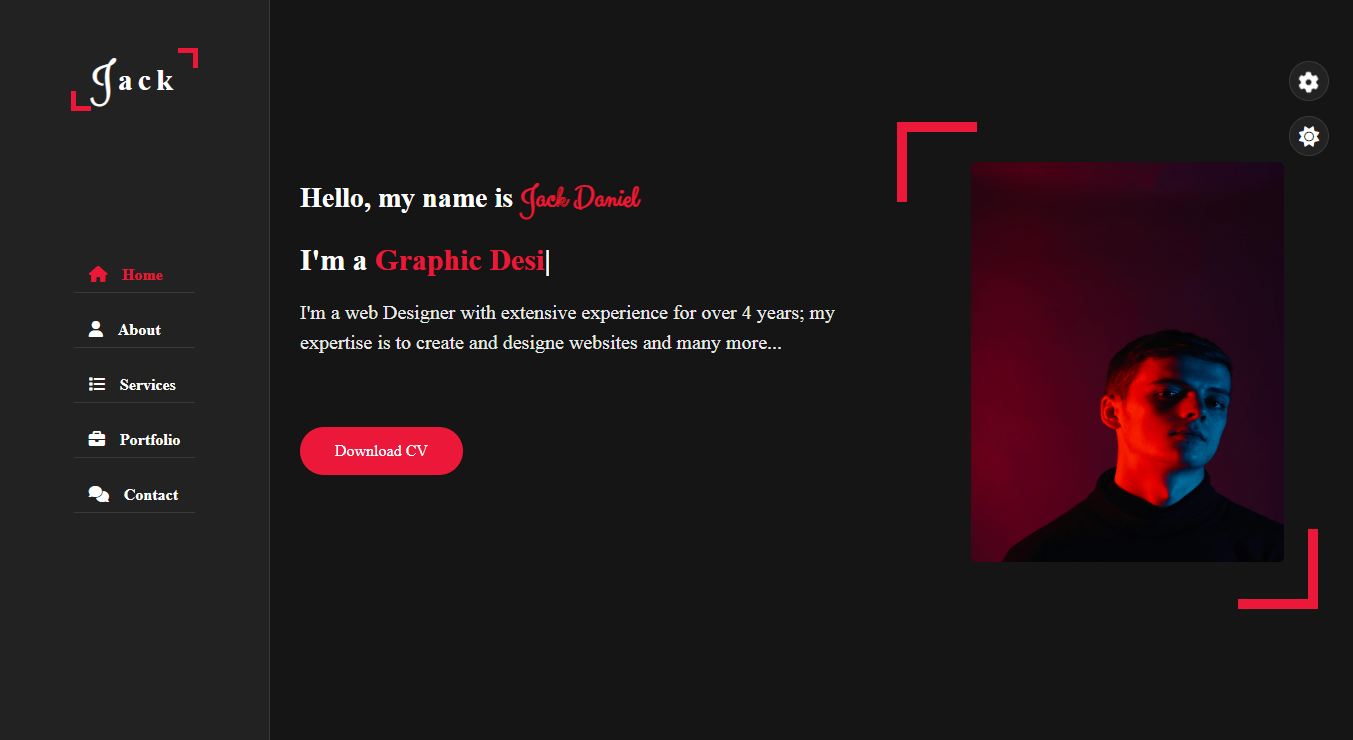 Jack
Home
About
Services
Portfolio
Contact
Hello, my name is Jack Daniel
I'm a Graphic Desi|
I'm a web Designer with extensive experience for over 4 years; my
expertise is to create and designe websites and many more...
Download CV